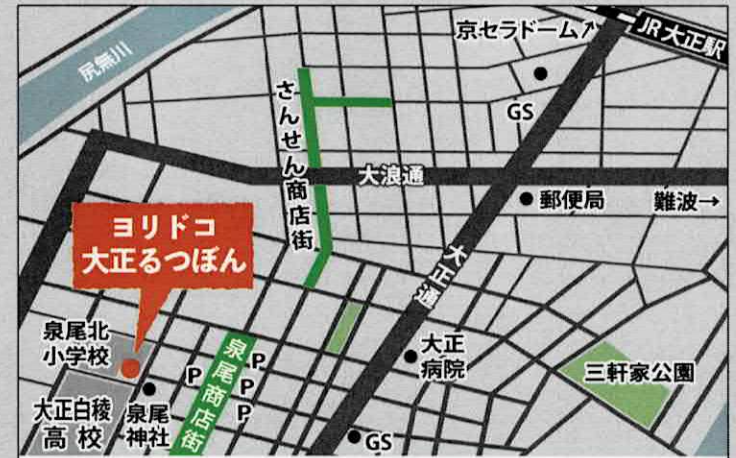 京セラドーム↗
JR大正駅
尻無川
GS
さんせん商店街
大浪通
郵便局
難波→
ヨリドコ
大正るつぼん
大正通
泉尾北
小学校
P
P
P
P
泉尾商店街
大正
病院
三軒家公園
大正白稜
高校
泉尾
神社
GS